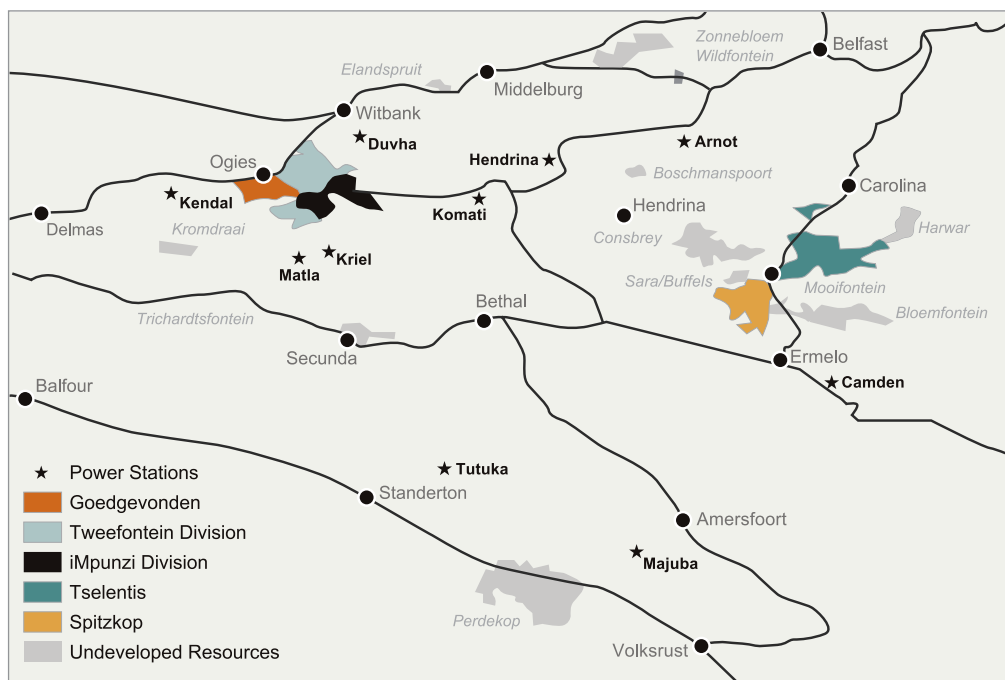 Zonnebloem
Wildfontein
Belfast
Elandspruit
Middelburg
Witbank
Duvha
Hendrina
Arnot
Ogies
Boschmanspoort
Kendal
Komati
Carolina
Delmas
Kromdraai
Hendrina
Consbrey
Harwar
Matla
Kriel
Sara/Buffels
Mooifontein
Trichardtsfontein
Bethal
Bloemfontein
Secunda
Ermelo
Balfour
Camden
Power Stations
Tutuka
Goedgevonden
Standerton
Tweefontein Division
Amersfoort
iMpunzi Division
Majuba
Tselentis
Spitzkop
Perdekop
Undeveloped Resources
Volksrust